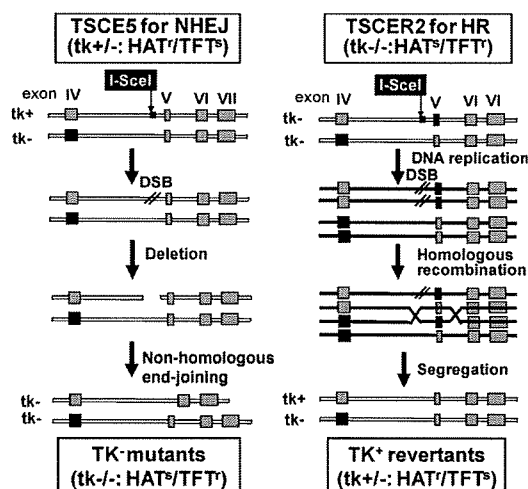 TSCE5 for NHEJ
(tk+/-: HATʳ/TFTˢ)
I-SceI
exon IV V VI VII
tk+
tk-
DSB
Deletion
Non-homologous
end-joining
tk-
tk-
TK⁻mutants
(tk-/-: HATˢ/TFTʳ)
TSCER2 for HR
(tk-/-: HATˢ/TFTʳ)
I-SceI
exon IV V VI VI
tk-
tk-
DNA replication
DSB
Homologous
recombination
Segregation
tk+
tk-
TK⁺ revertants
(tk+/-: HATʳ/TFTˢ)